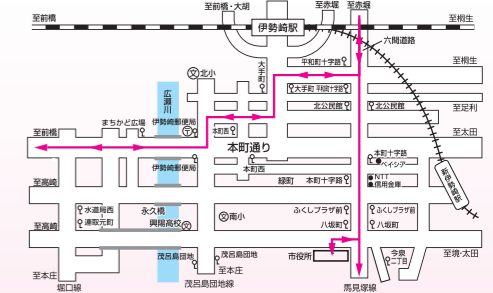 至前橋・大胡
至赤堀
至赤堀
至前橋
伊勢崎駅
至桐生
六間道路
平和町十字路
至桐生
北小
大手町
大手町
平和町十字路
広瀬川
北公民館
北公民館
至足利
まちかど広場
伊勢崎郵便局
本町西
至前橋
至太田
本町通り
本町十字路
ベイシア
伊勢崎郵便局
本町西
新伊勢崎駅
至高崎
緑町
本町十字路
NTT
信用金庫
水道局西
永久橋
南小
ふくしプラザ前
ふくしプラザ前
連取元町
興陽高校
八坂町
八坂町
至高崎
茂呂島団地
茂呂島団地
市役所
今泉二丁目
至境・太田
至本庄
至本庄
堀口線
茂呂島団地線
馬見塚線